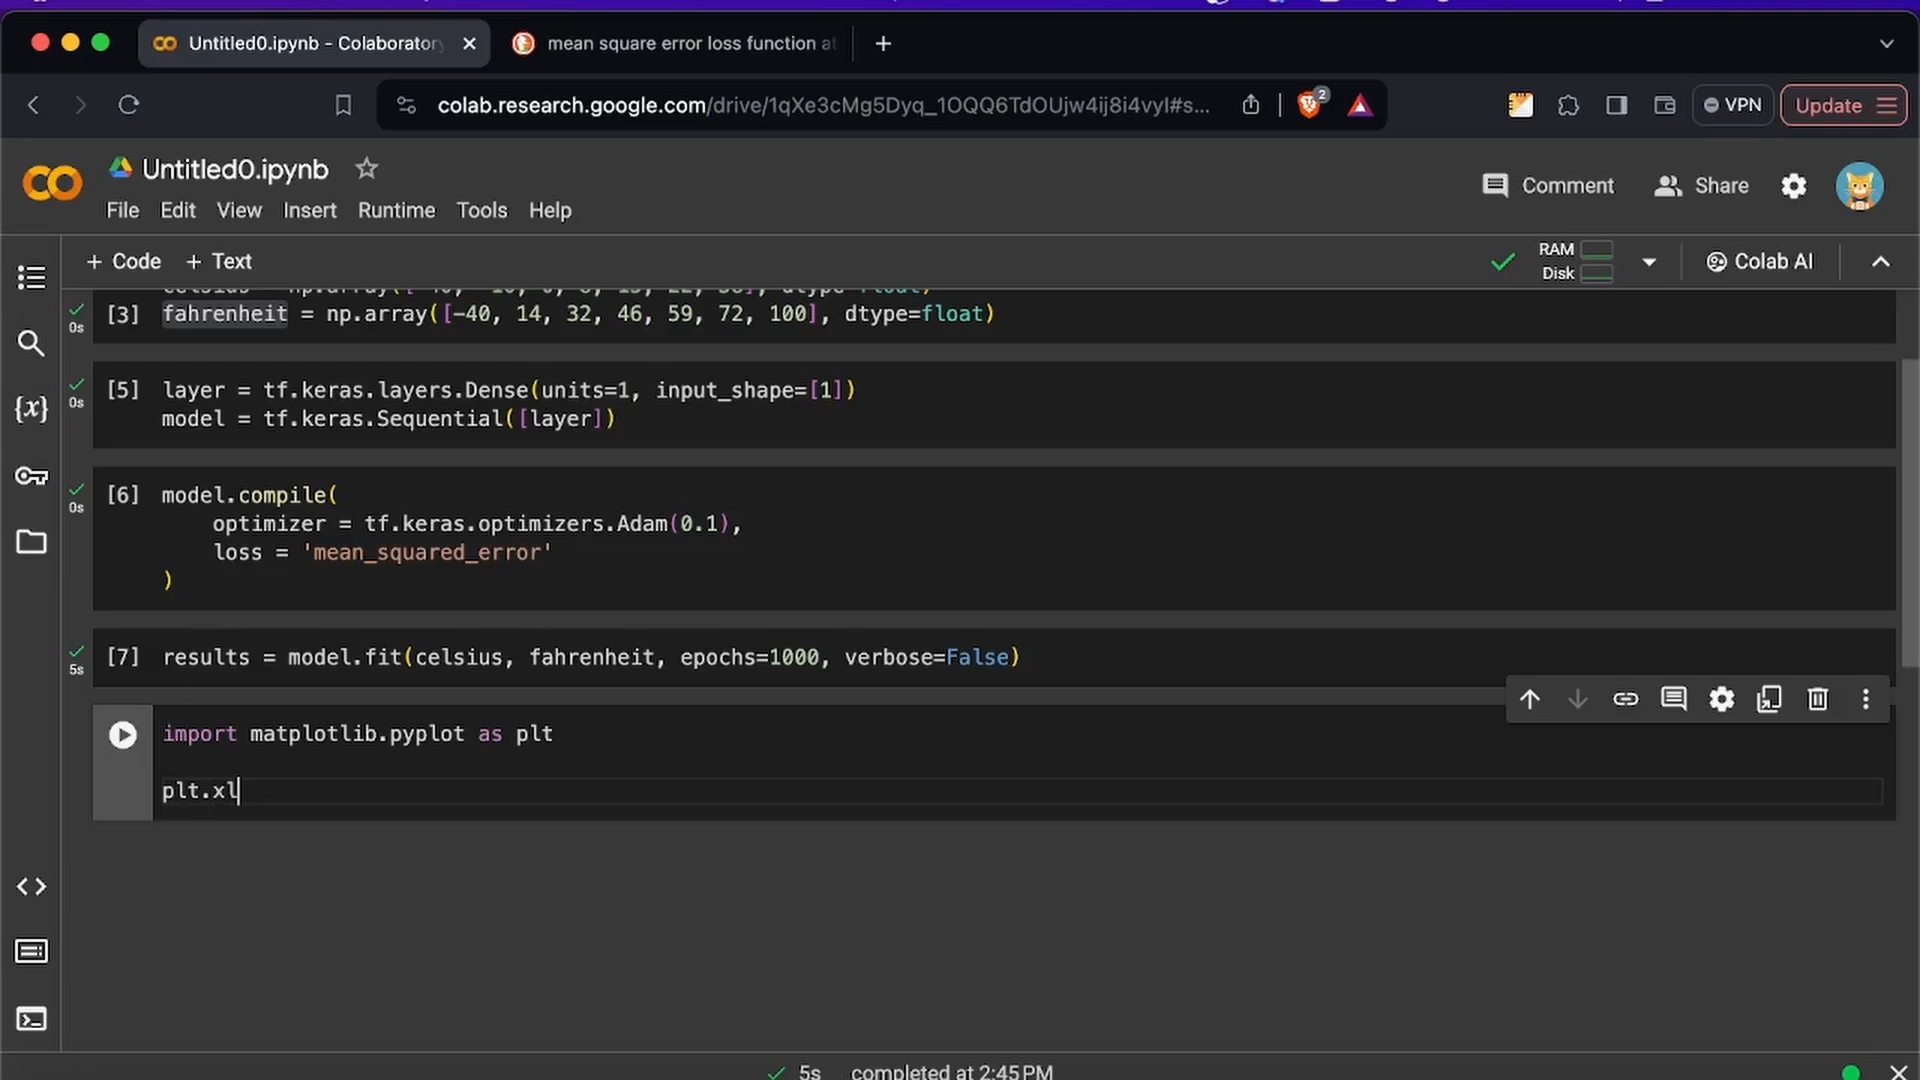 Untitled0.ipynb - Colaboratory
mean square error loss function at
colab.research.google.com/drive/1qXe3cMg5Dyq_1OQQ6TdOUjw4ij8i4vyI#s...
2
VPN
Update
Untitled0.ipynb
Comment
Share
File Edit View Insert Runtime Tools Help
+ Code + Text
RAM
Disk
Colab AI
[3] fahrenheit = np.array([-40, 14, 32, 46, 59, 72, 100], dtype=float)
0s
[5] layer = tf.keras.layers.Dense(units=1, input_shape=[1])
0s
model = tf.keras.Sequential([layer])
[6] model.compile(
0s
optimizer = tf.keras.optimizers.Adam(0.1),
loss = 'mean_squared_error'
)
[7] results = model.fit(celsius, fahrenheit, epochs=1000, verbose=False)
5s
import matplotlib.pyplot as plt
plt.xl
{x}
5s completed at 2:45 PM